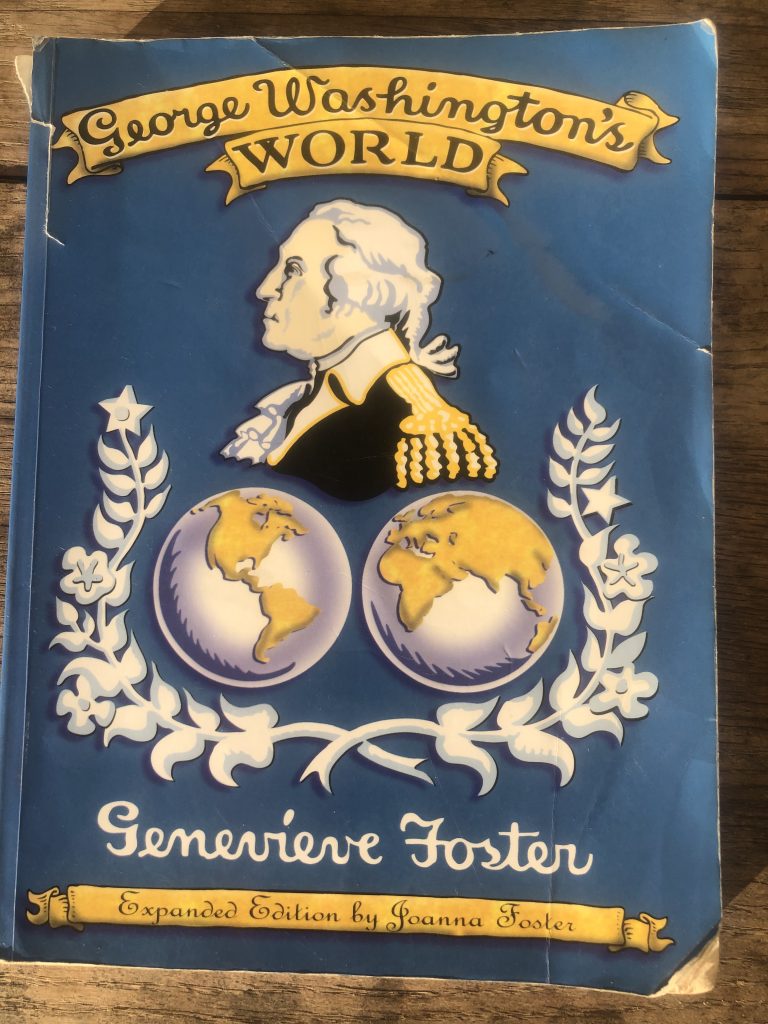 George Washington's
WORLD
Genevieve Foster
Expanded Edition by Joanna Foster